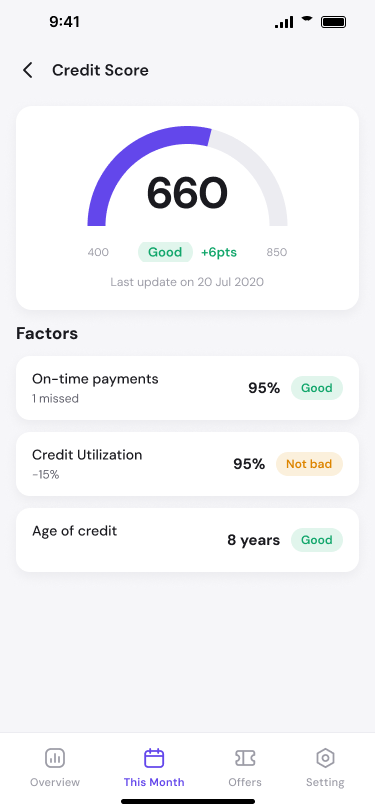 9:41
Credit Score
660
400
Good
+6pts
850
Last update on 20 Jul 2020
Factors
On-time payments
1 missed
95%
Good
Credit Utilization
-15%
95%
Not bad
Age of credit
8 years
Good
Overview
This Month
Offers
Setting